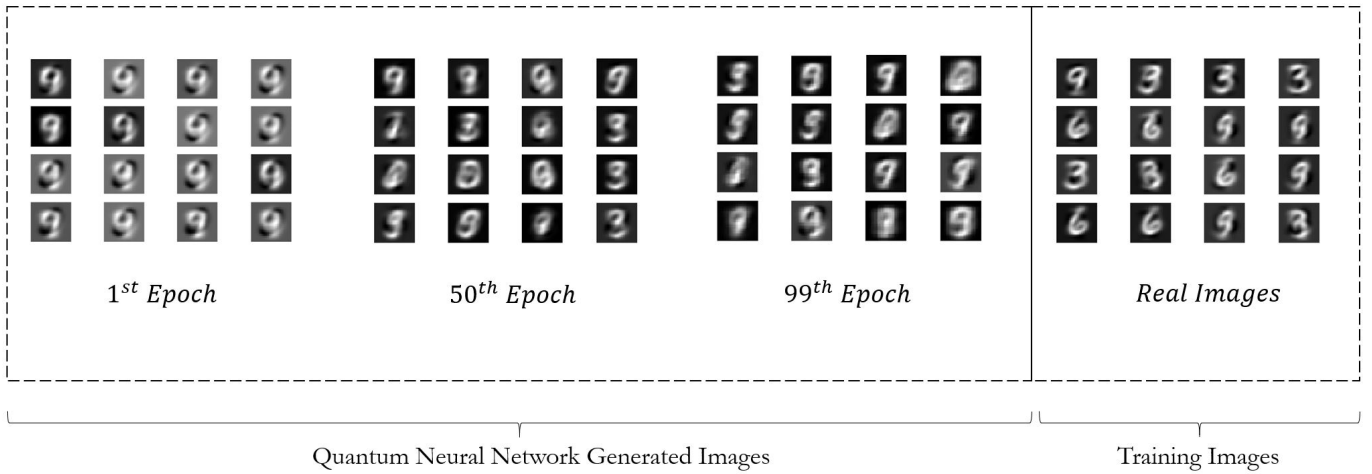 1st Epoch
50th Epoch
99th Epoch
Real Images
Quantum Neural Network Generated Images
Training Images